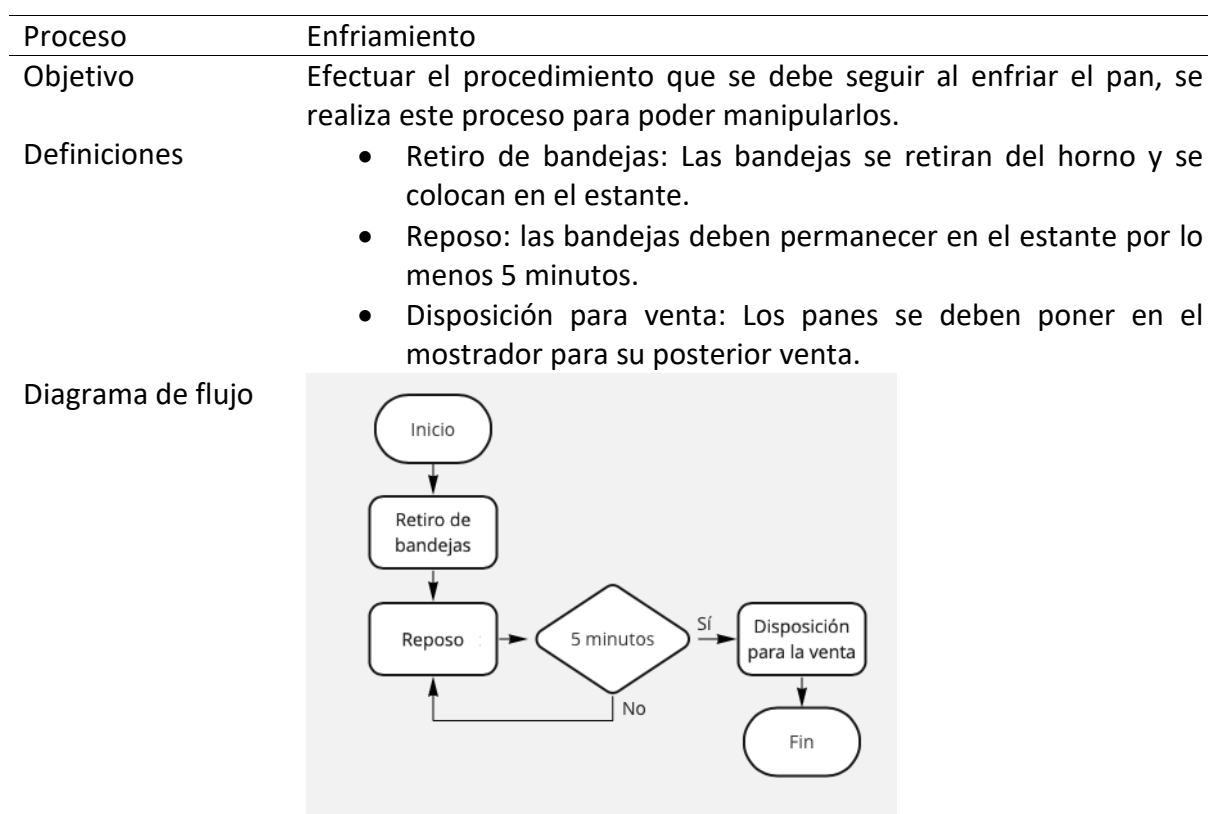 Proceso Enfriamiento
Objetivo Efectuar el procedimiento que se debe seguir al enfriar el pan, se
realiza este proceso para poder manipularlos.
Definiciones • Retiro de bandejas: Las bandejas se retiran del horno y se
colocan en el estante.
• Reposo: las bandejas deben permanecer en el estante por lo
menos 5 minutos.
• Disposición para venta: Los panes se deben poner en el
mostrador para su posterior venta.
Diagrama de flujo
Inicio
Retiro de
bandejas
Reposo
5 minutos
Sí
No
Disposición
para la venta
Fin